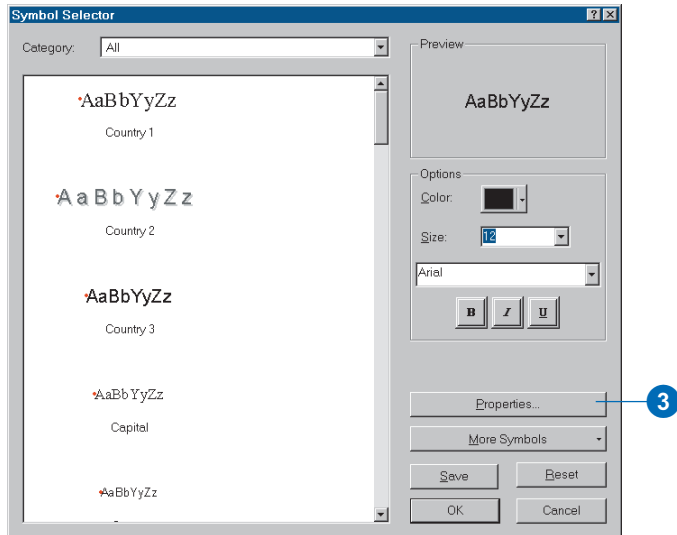 Symbol Selector
Category: All
AaBbYyZz
Country 1
AaBbYyZz
Country 2
AaBbYyZz
Country 3
AaBbYyZz
Capital
AaBbYyZz
Preview
AaBbYyZz
Options
Color:
Size: 12
Arial
B I U
Properties...
3
More Symbols
Save Reset
OK Cancel